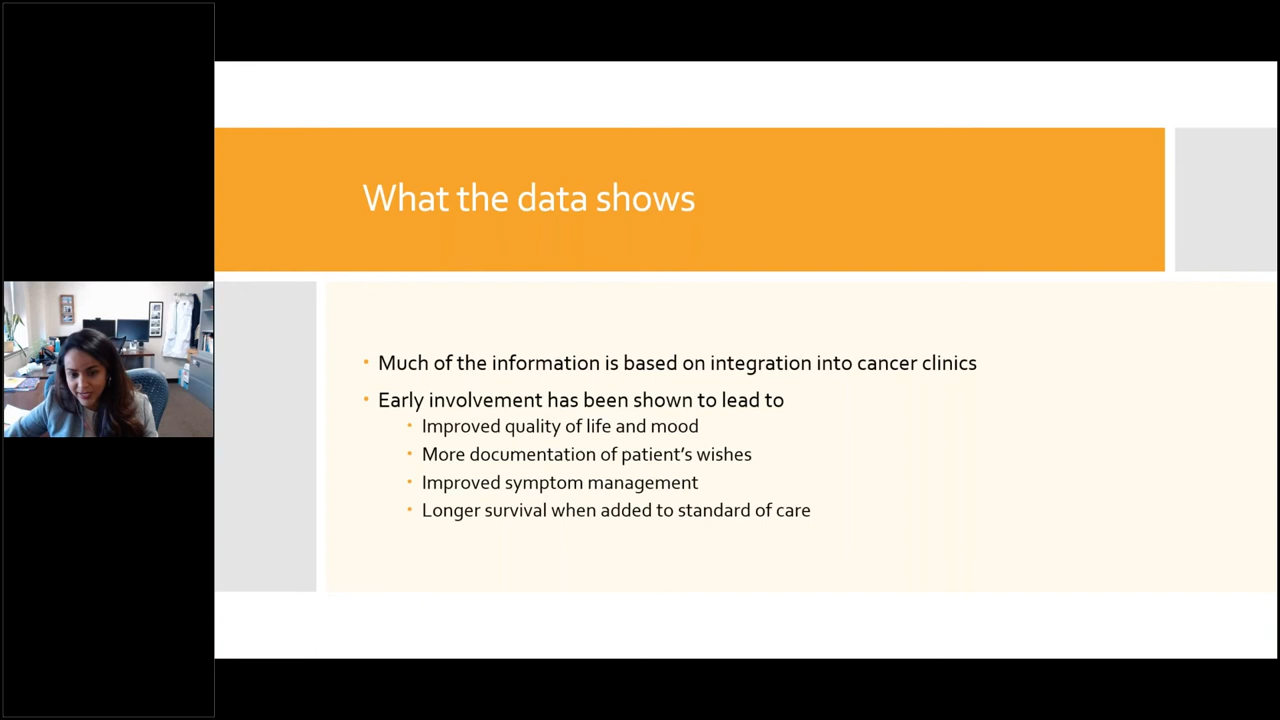 What the data shows
Much of the information is based on integration into cancer clinics
Early involvement has been shown to lead to
Improved quality of life and mood
More documentation of patient's wishes
Improved symptom management
Longer survival when added to standard of care